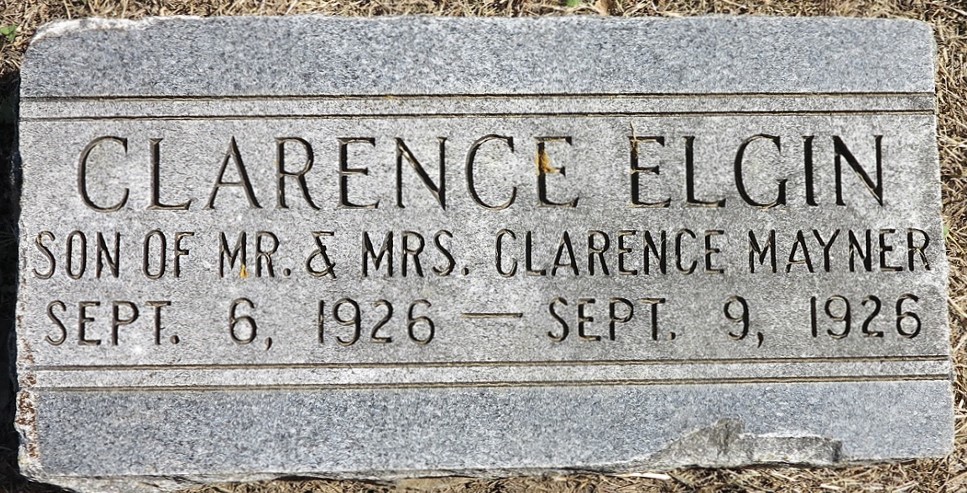 CLARENCE ELGIN
SON OF MR. & MRS. CLARENCE MAYNER
SEPT. 6, 1926 — SEPT. 9, 1926